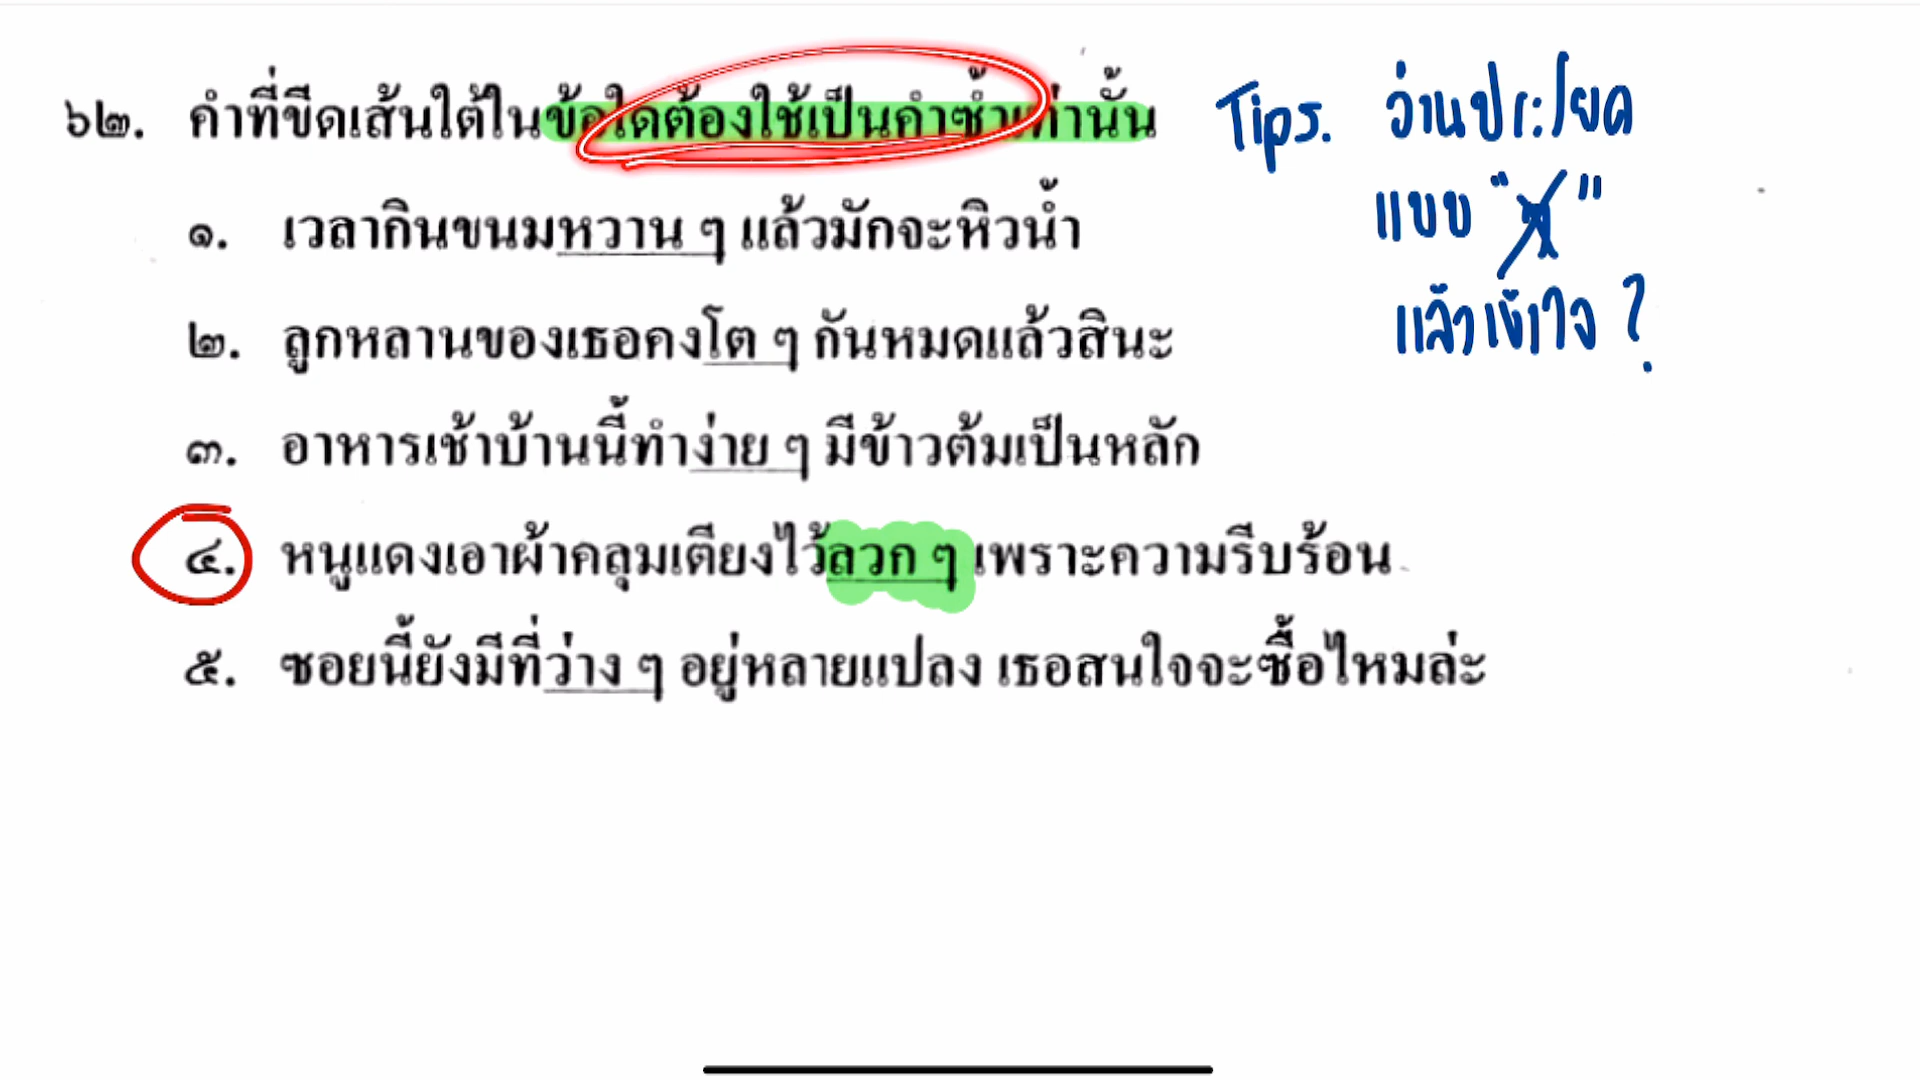 ๖๒. คำที่ขีดเส้นใต้ในข้อใดต้องใช้เป็นคำซ้ำเท่านั้น
๑. เวลากินขนมหวาน ๆ แล้วมักจะหิวน้ำ
๒. ลูกหลานของเธอคงโต ๆ กันหมดแล้วสินะ
๓. อาหารเช้าบ้านนี้ทำง่าย ๆ มีข้าวต้มเป็นหลัก
๔. หนูแดงเอาผ้าคลุมเตียงไว้ลวก ๆ เพราะความรีบร้อน
๕. ซอยนี้ยังมีที่ว่าง ๆ อยู่หลายแปลง เธอสนใจจะซื้อไหมล่ะ
Tips. อ่านประโยค
แบบ "ๆ"
แล้วเข้าใจ ?